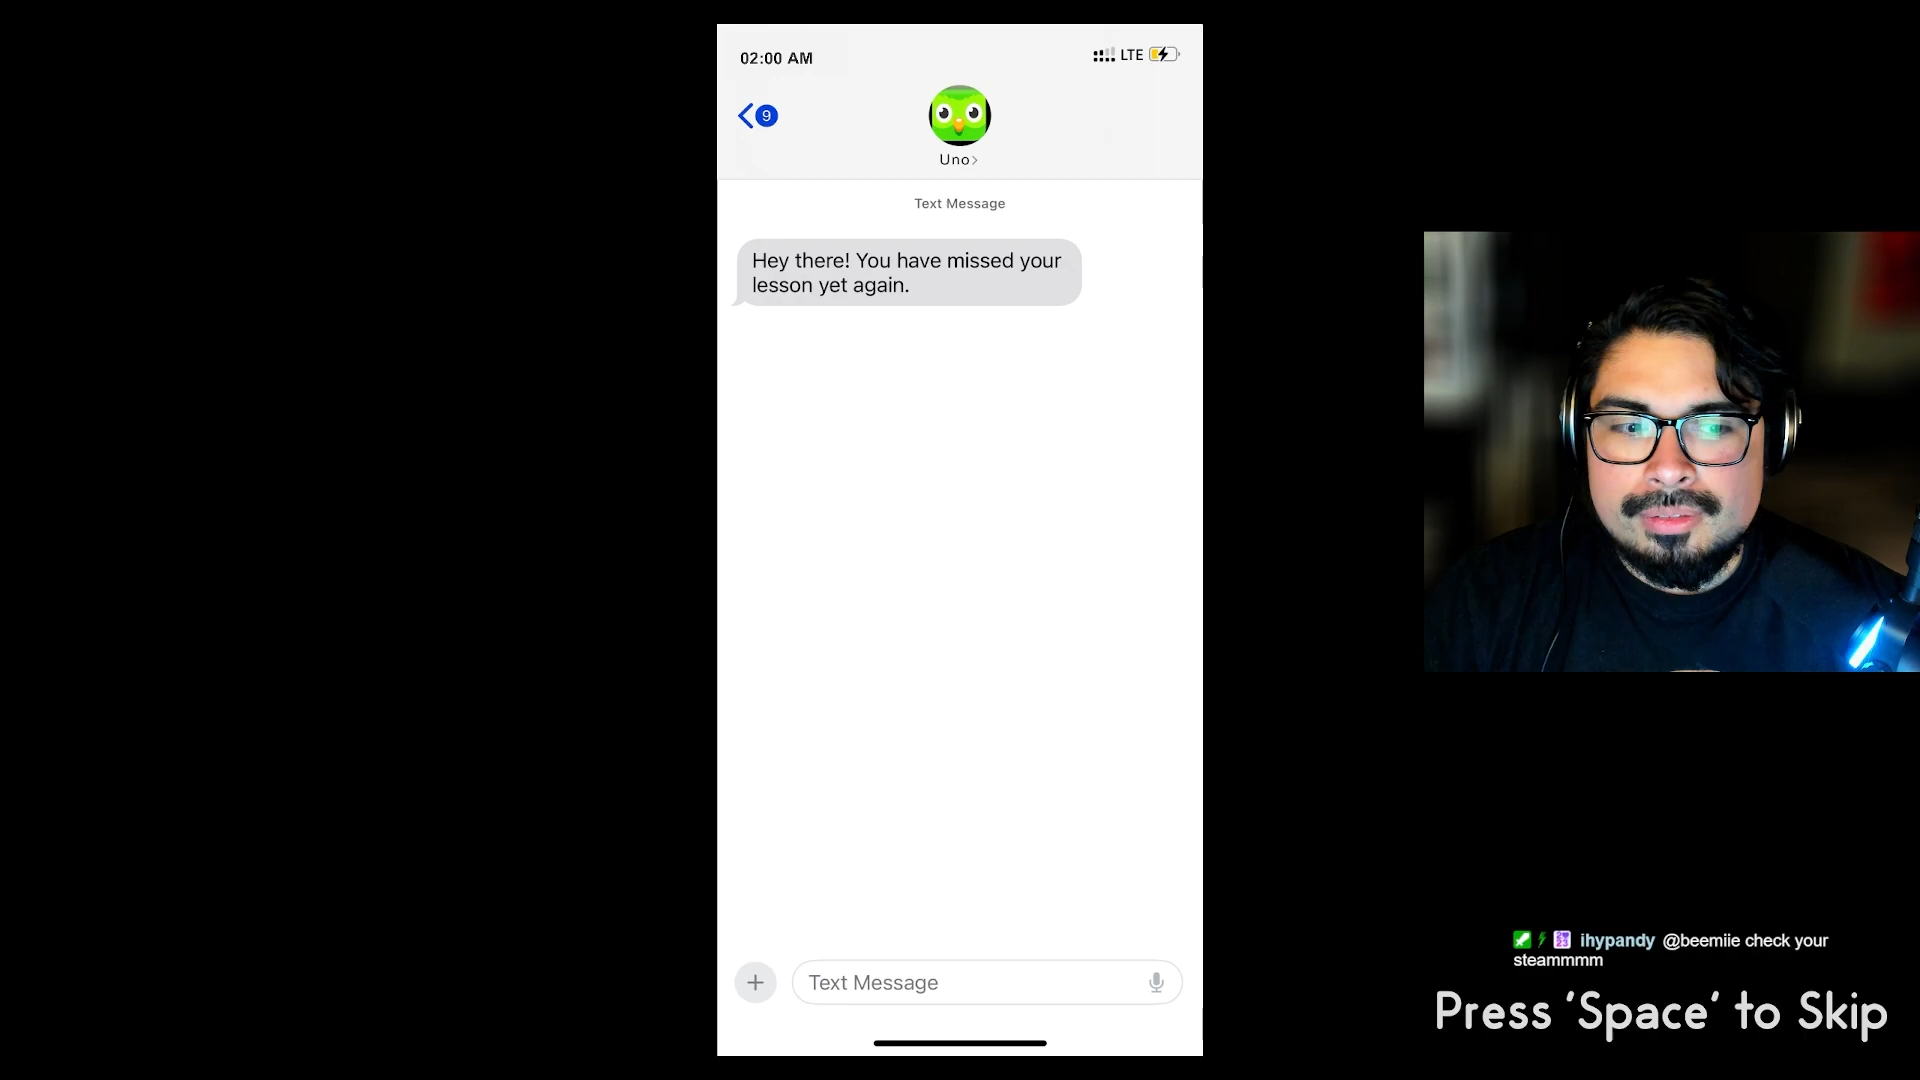 02:00 AM
LTE
9
Uno
Text Message
Hey there! You have missed your
lesson yet again.
Text Message
ihypandy @beemiie check your
steammmm
Press 'Space' to Skip